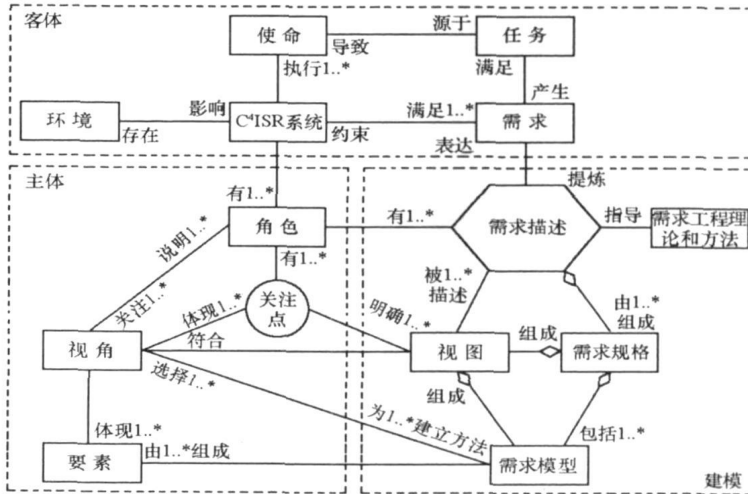 客体
使命
源于
任务
导致
执行1..*
满足
产生
环境
影响
存在
C⁴ISR系统
满足1..*
约束
需求
表达
主体
有1..*
提炼
角色
有1..*
需求描述
指导
需求工程理
论和方法
说明1..*
关注1..*
有1..*
关注
点
体现1..*
明确1..*
被1..*
描述
由1..*
组成
视角
符合
视图
组成
需求规格
选择1..*
组成
为1..*建立方法
包括1..*
体现1..*
要素
由1..*组成
需求模型
建模